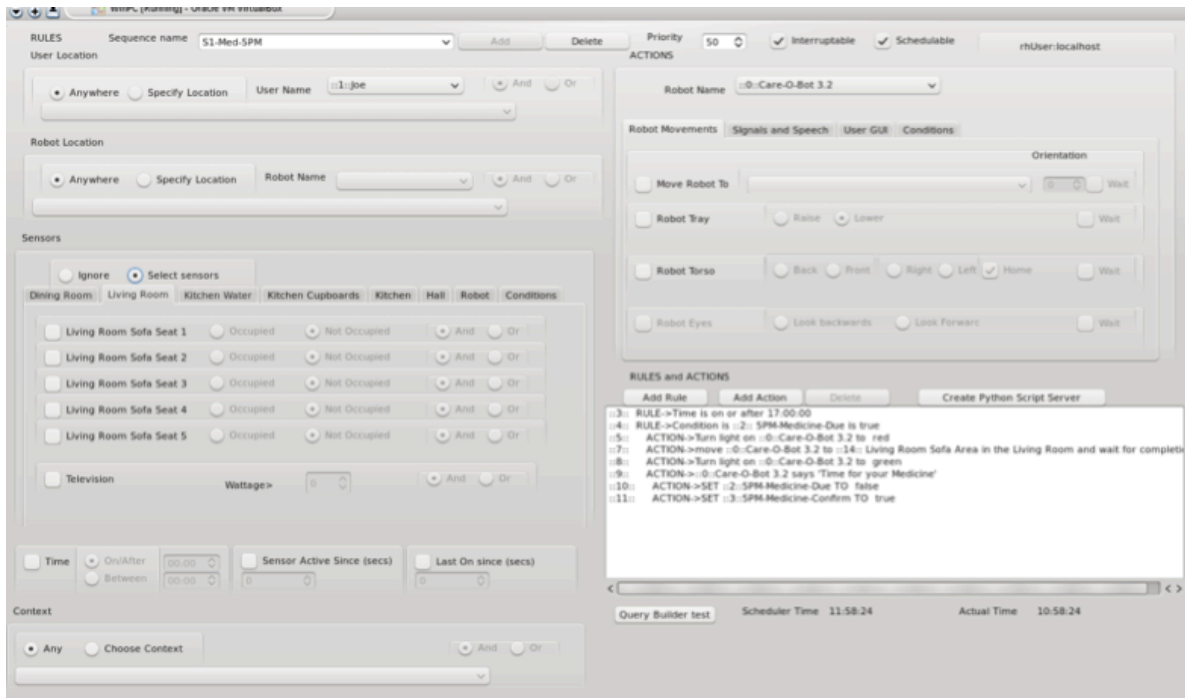 WinPC [Running] - Oracle VM VirtualBox
RULES Sequence name S1-Med-5PM Add Delete
User Location
Anywhere Specify Location User Name ::1::Joe And Or
Robot Location
Anywhere Specify Location Robot Name And Or
Sensors
Ignore Select sensors
Dining Room Living Room Kitchen Water Kitchen Cupboards Kitchen Hall Robot Conditions
Living Room Sofa Seat 1 Occupied Not Occupied And Or
Living Room Sofa Seat 2 Occupied Not Occupied And Or
Living Room Sofa Seat 3 Occupied Not Occupied And Or
Living Room Sofa Seat 4 Occupied Not Occupied And Or
Living Room Sofa Seat 5 Occupied Not Occupied And Or
Television Wattage> 0 And Or
Time On/After 00:00 Sensor Active Since (secs) Last On since (secs)
Between 00:00 0 0
Context
Any Choose Context And Or
Priority 50 Interruptable Schedulable rhUser:localhost
ACTIONS
Robot Name ::0::Care-O-Bot 3.2
Robot Movements Signals and Speech User GUI Conditions
Orientation
Move Robot To 0 Wait
Robot Tray Raise Lower Wait
Robot Torso Back Front Right Left Home Wait
Robot Eyes Look backwards Look Forwarc Wait
RULES and ACTIONS
Add Rule Add Action Delete Create Python Script Server
::3:: RULE->Time is on or after 17:00:00
::4:: RULE->Condition is ::2:: 5PM-Medicine-Due is true
::5:: ACTION->Turn light on ::0::Care-O-Bot 3.2 to red
::7:: ACTION->move ::0::Care-O-Bot 3.2 to ::14:: Living Room Sofa Area in the Living Room and wait for completi
::8:: ACTION->Turn light on ::0::Care-O-Bot 3.2 to green
::9:: ACTION->::0::Care-O-Bot 3.2 says 'Time for your Medicine'
::10:: ACTION->SET ::2::5PM-Medicine-Due TO false
::11:: ACTION->SET ::3::5PM-Medicine-Confirm TO true
Query Builder test Scheduler Time 11:58:24 Actual Time 10:58:24